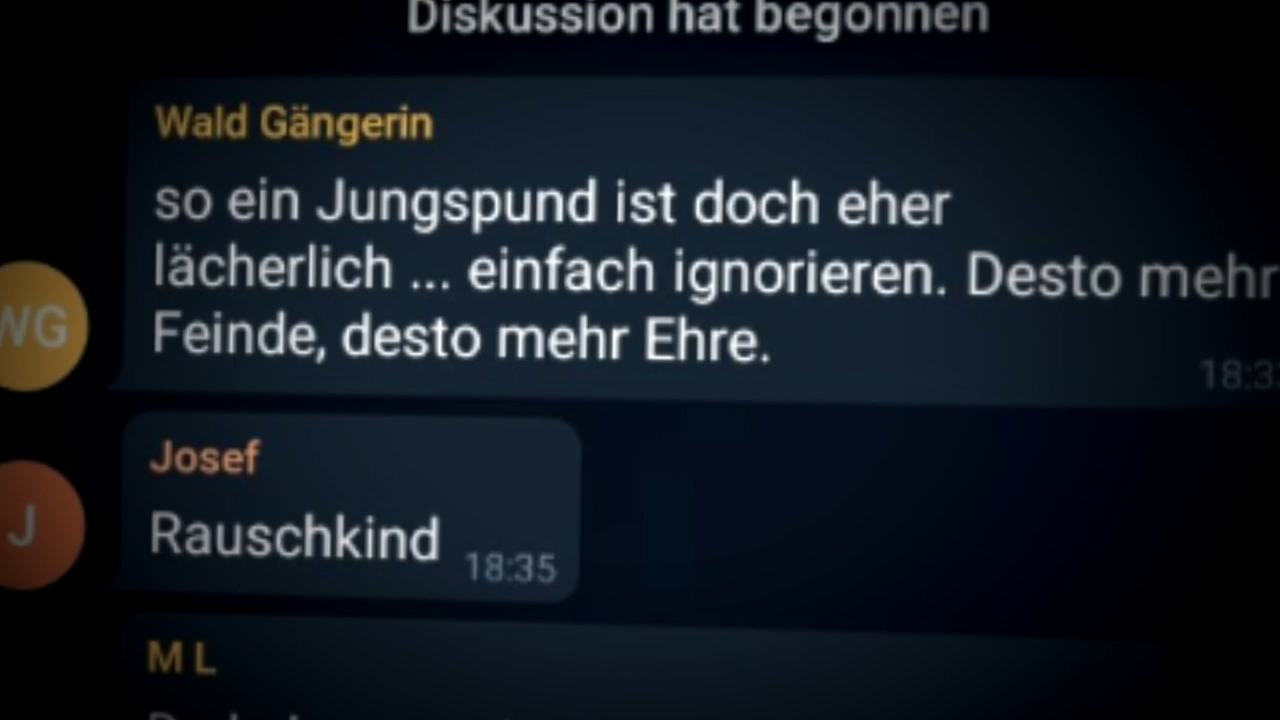 Diskussion hat begonnen
Wald Gängerin
so ein Jungspund ist doch eher
lächerlich ... einfach ignorieren. Desto mehr
Feinde, desto mehr Ehre.
WG
18:3
Josef
Rauschkind
J
18:35
M L